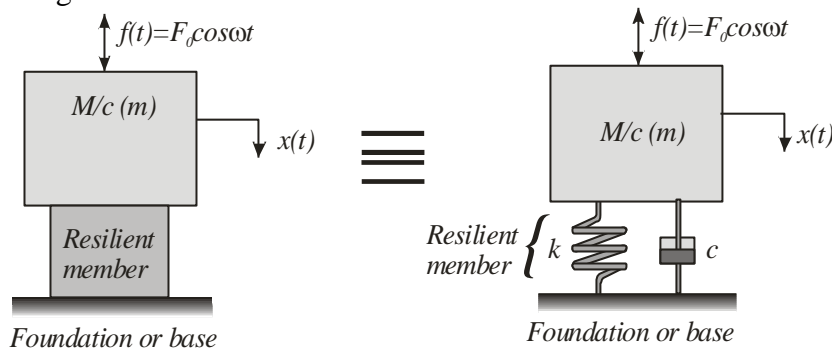 f(t)=F₀cosωt
M/c (m)
x(t)
Resilient
member
Foundation or base
f(t)=F₀cosωt
M/c (m)
x(t)
Resilient
member
k
c
Foundation or base